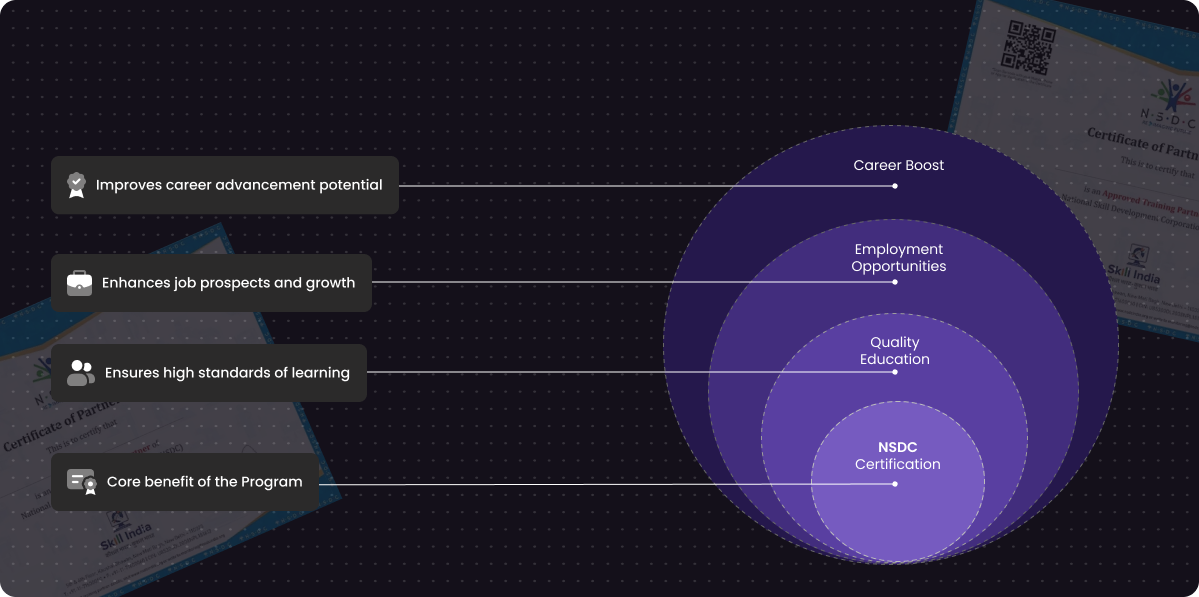 Improves career advancement potential
Enhances job prospects and growth
Ensures high standards of learning
Core benefit of the Program
Career Boost
Employment
Opportunities
Quality
Education
NSDC
Certification
N·S·D·C
Certificate of Partn
This is to certify that
is an Approved Training Partn
National Skill Development Corporation
Skill India
Certificate of Partne
This is to certify that
Skill India